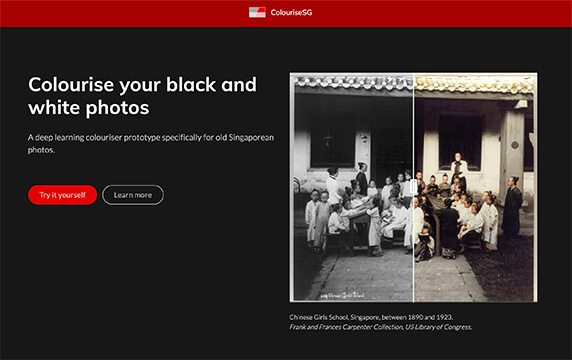 ColouriseSG
Colourise your black and
white photos
A deep learning colouriser prototype specifically for old Singaporean
photos.
Try it yourself
Learn more
Chinese Girls School, Singapore, between 1890 and 1923.
Frank and Frances Carpenter Collection, US Library of Congress.